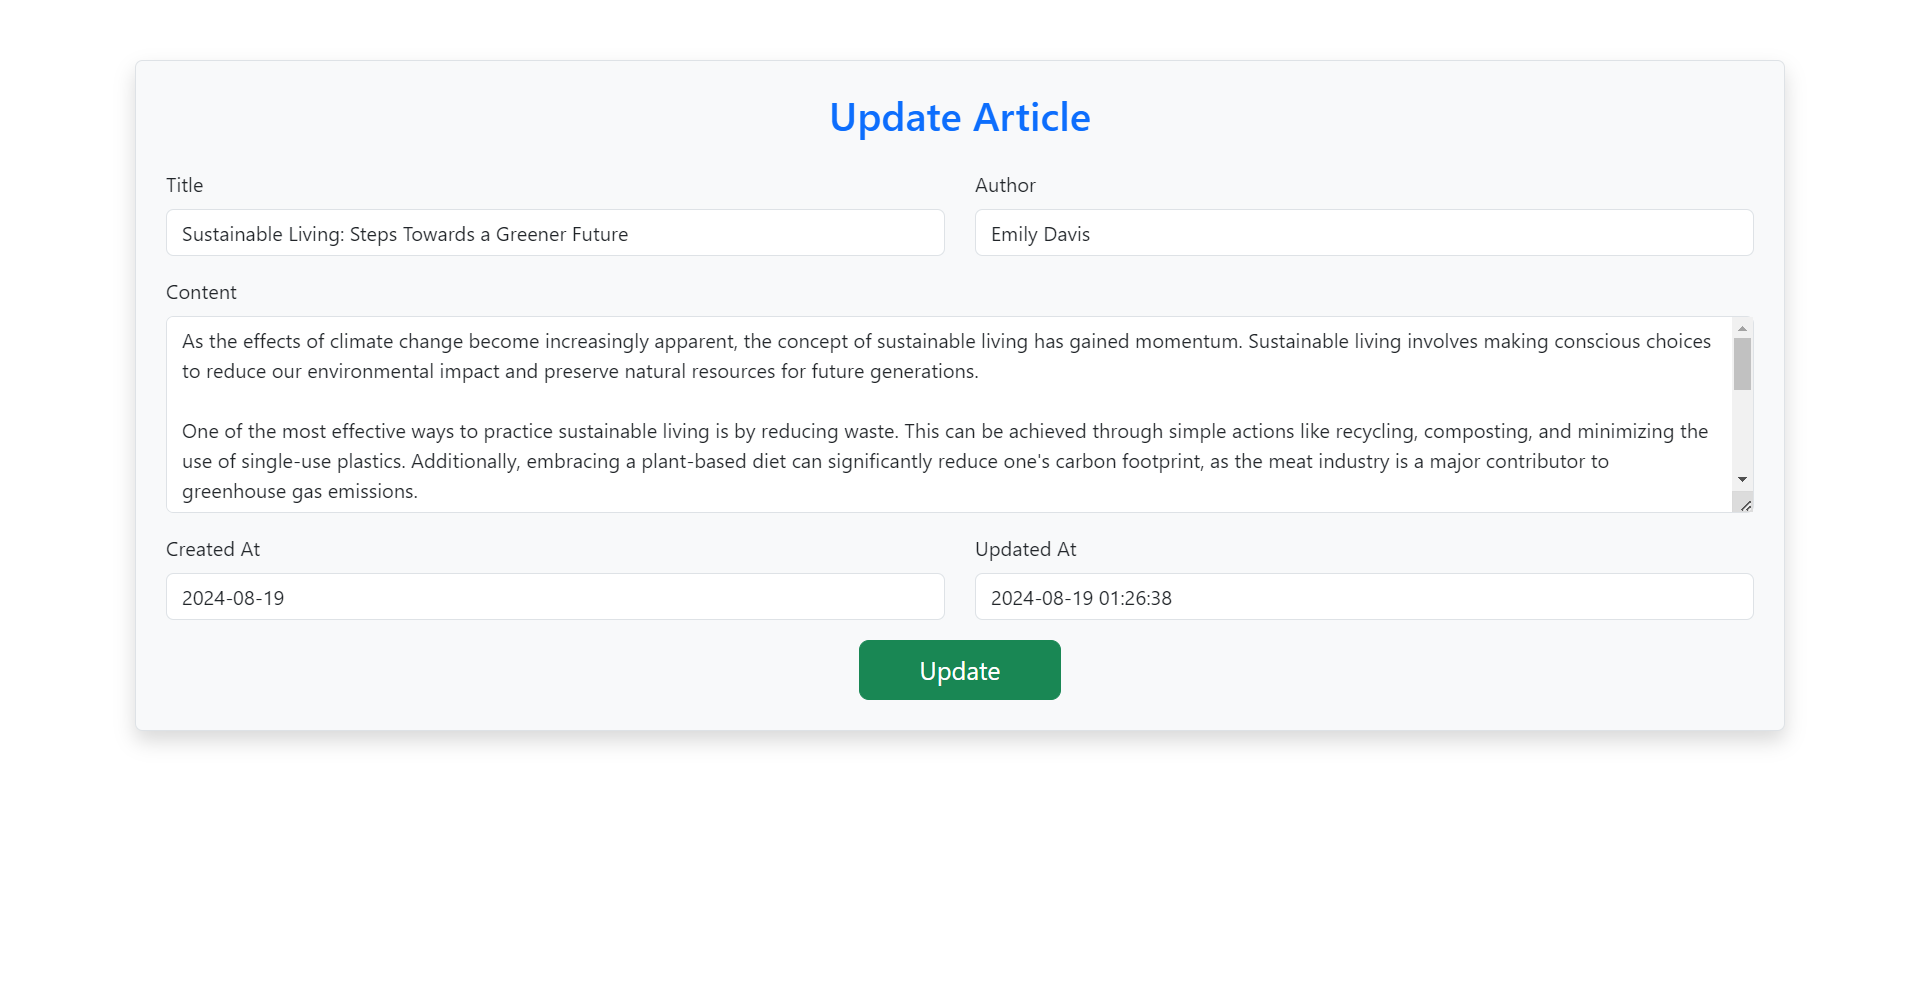 Update Article
Title
Author
Sustainable Living: Steps Towards a Greener Future
Emily Davis
Content
As the effects of climate change become increasingly apparent, the concept of sustainable living has gained momentum. Sustainable living involves making conscious choices
to reduce our environmental impact and preserve natural resources for future generations.
One of the most effective ways to practice sustainable living is by reducing waste. This can be achieved through simple actions like recycling, composting, and minimizing the
use of single-use plastics. Additionally, embracing a plant-based diet can significantly reduce one's carbon footprint, as the meat industry is a major contributor to
greenhouse gas emissions.
Created At
Updated At
2024-08-19
2024-08-19 01:26:38
Update